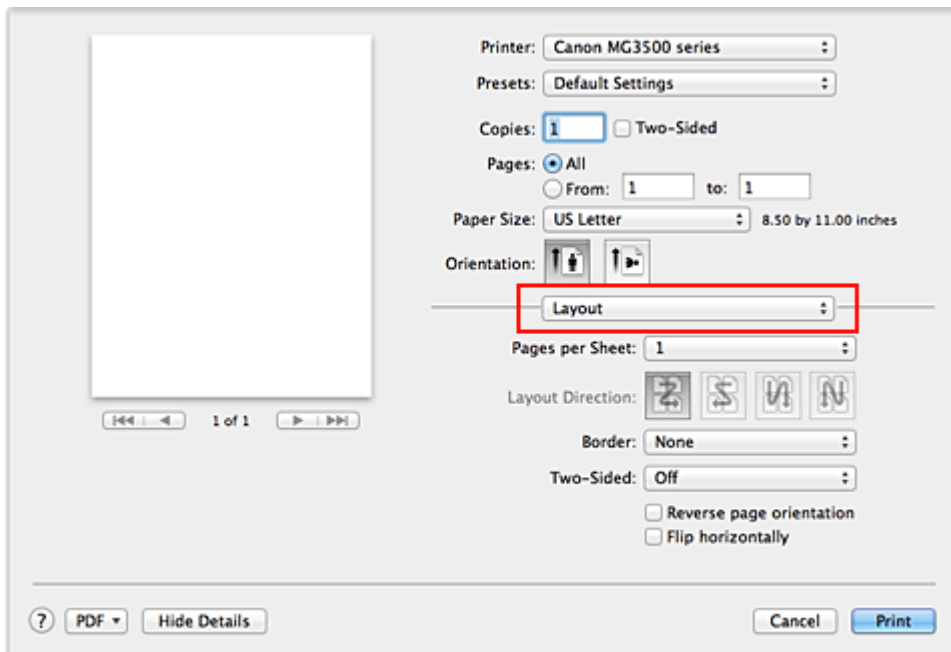 Printer: Canon MG3500 series
Presets: Default Settings
Copies: 1 Two-Sided
Pages: All
From: 1 to: 1
Paper Size: US Letter 8.50 by 11.00 inches
Orientation:
Layout
Pages per Sheet: 1
Layout Direction:
Border: None
Two-Sided: Off
Reverse page orientation
Flip horizontally
1 of 1
? PDF Hide Details Cancel Print